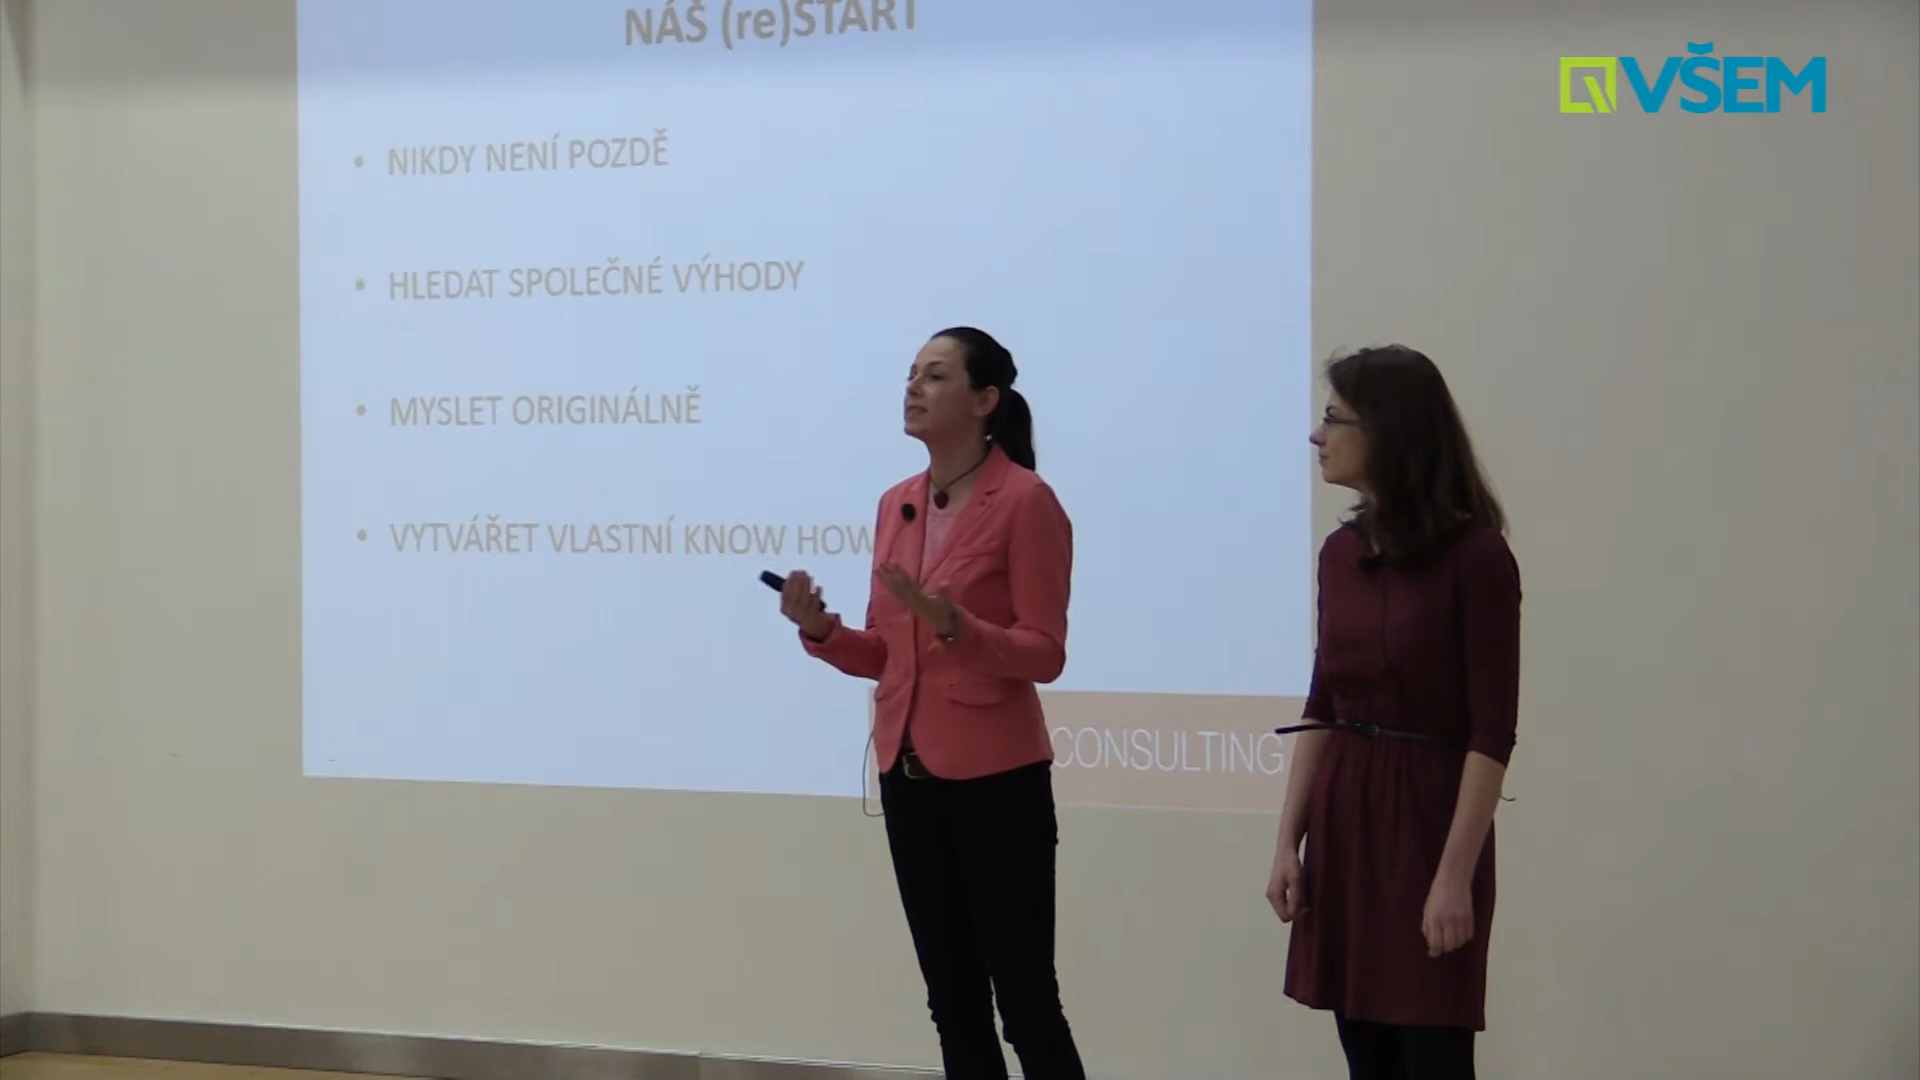 NÁŠ (re)START
VŠEM
• NIKDY NENÍ POZDĚ
• HLEDAT SPOLEČNÉ VÝHODY
• MYSLET ORIGINÁLNĚ
• VYTVÁŘET VLASTNÍ KNOW HOW
CONSULTING